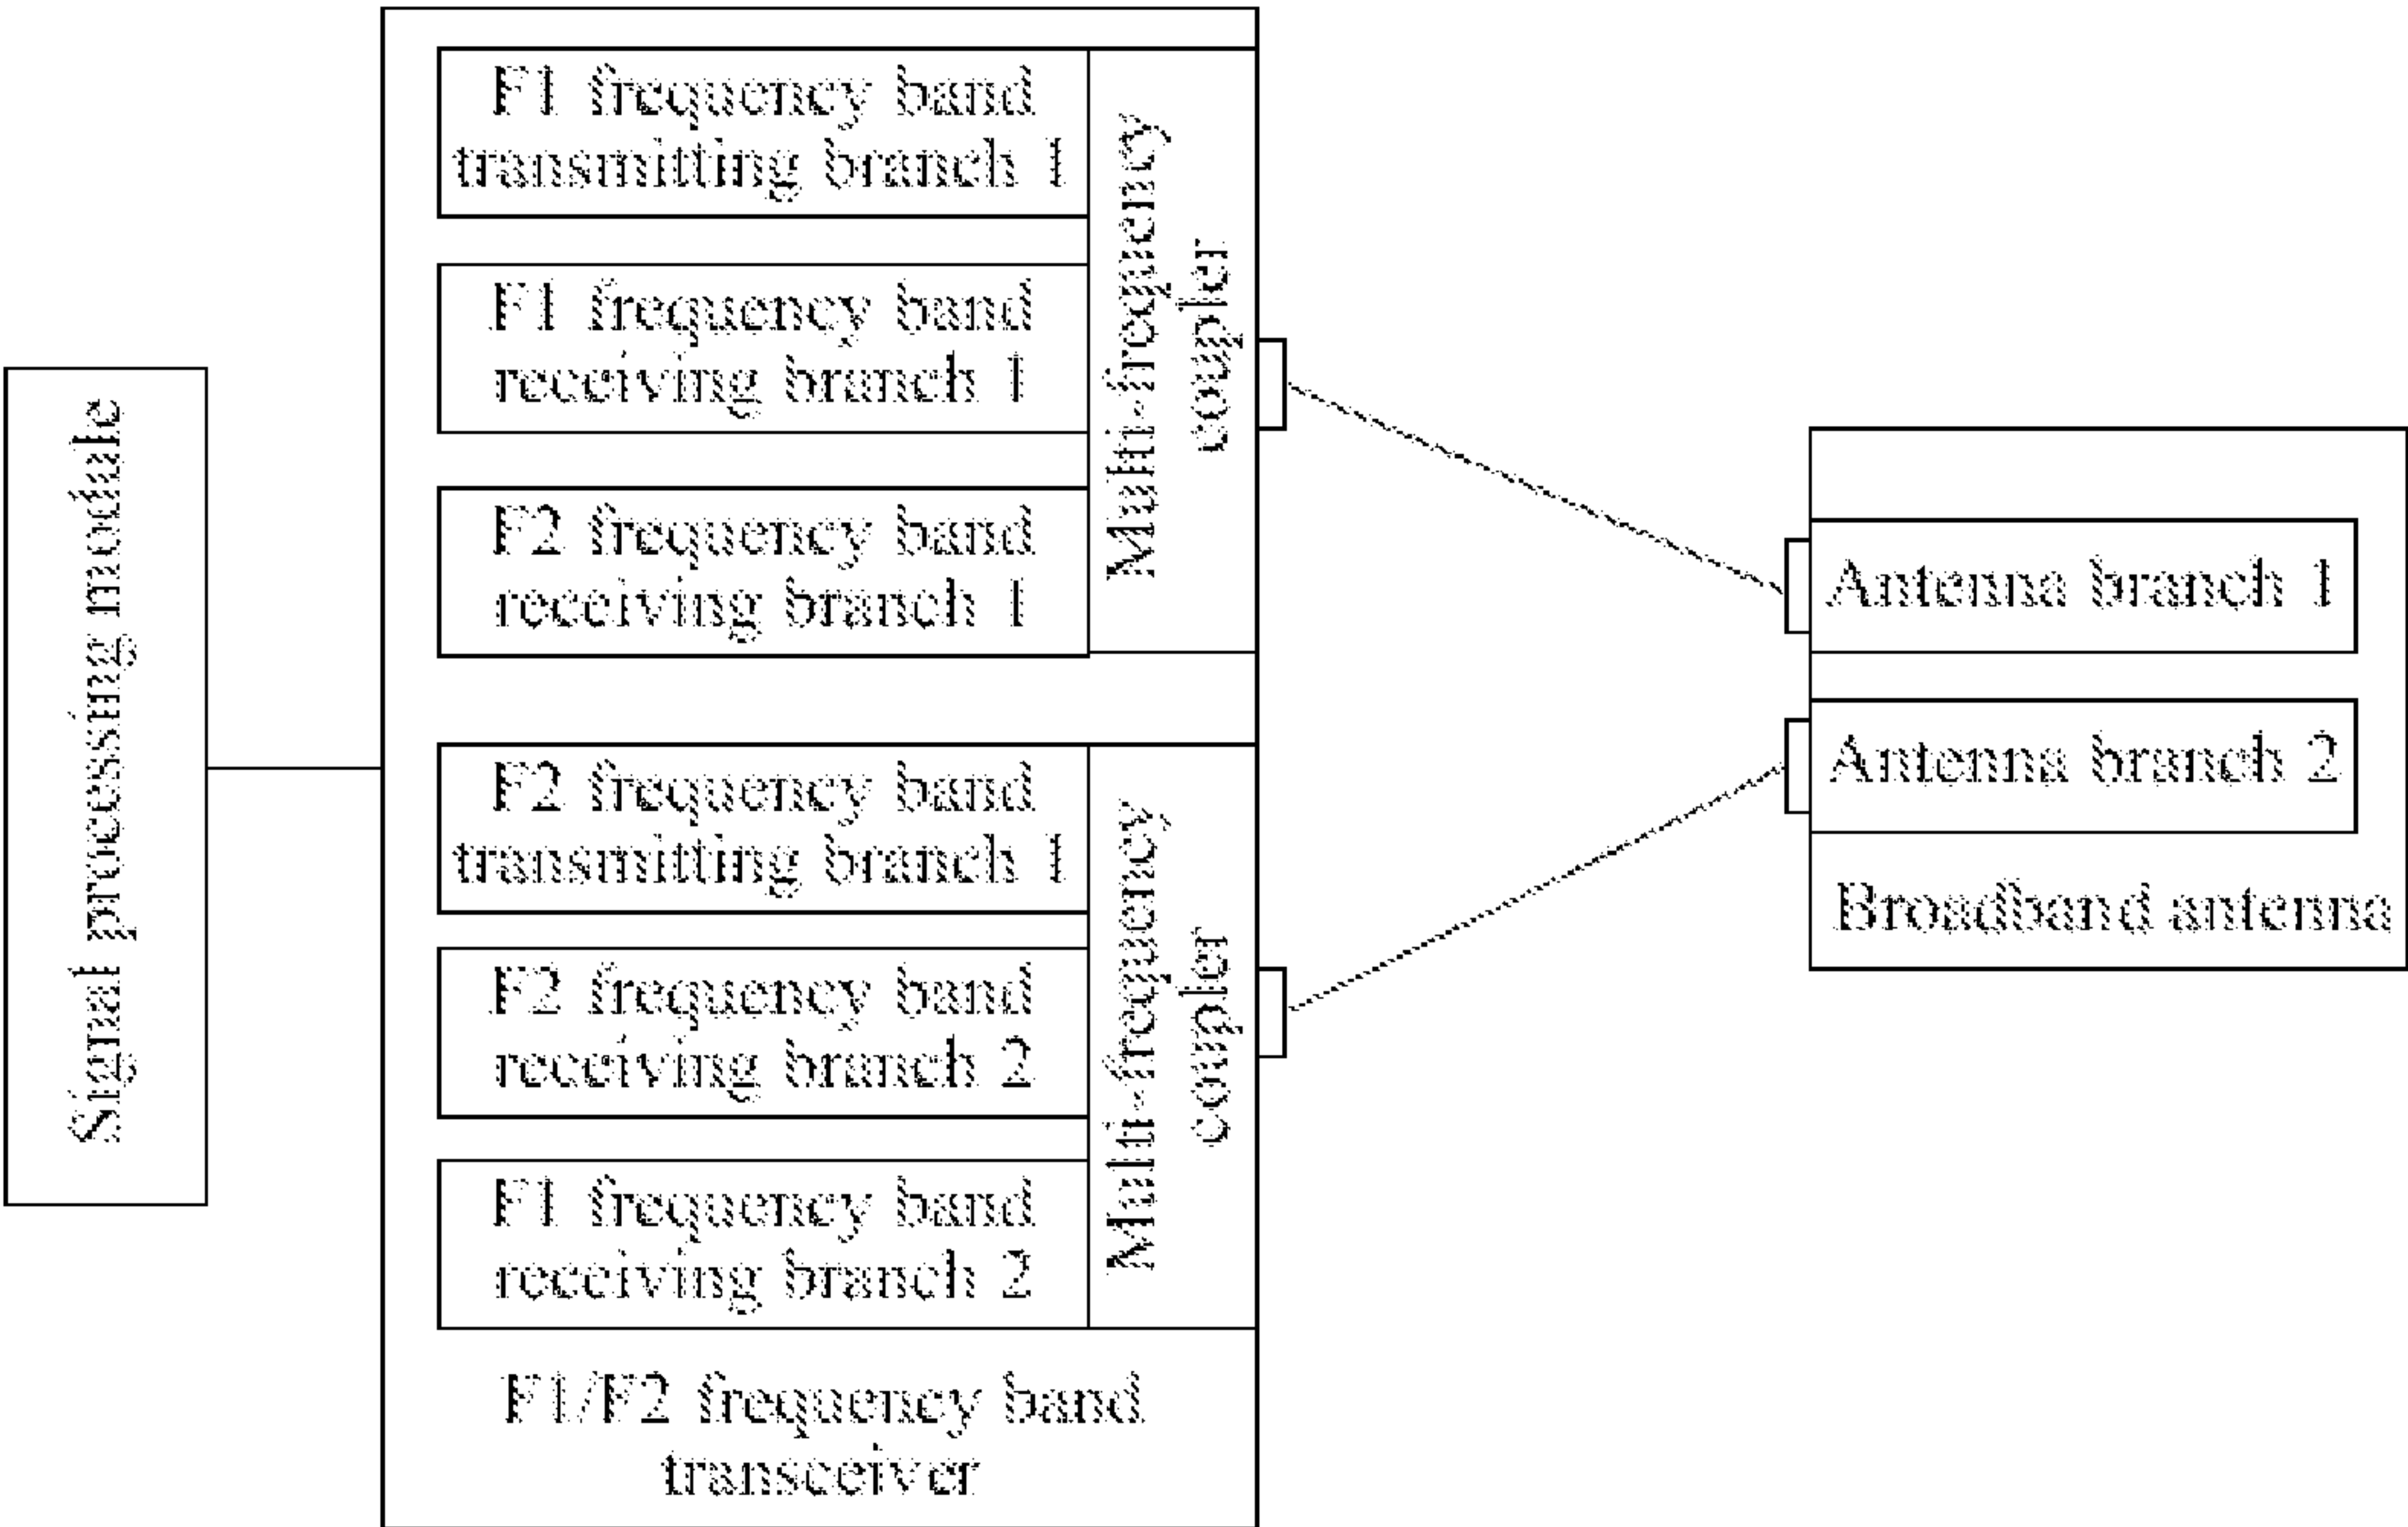 Signal processing module
F1 frequency band
transmitting branch 1
F1 frequency band
receiving branch 1
F2 frequency band
receiving branch 1
Multi-frequency
coupler
F2 frequency band
transmitting branch 1
F2 frequency band
receiving branch 2
F1 frequency band
receiving branch 2
Multi-frequency
coupler
F1/F2 frequency band
transceiver
Antenna branch 1
Antenna branch 2
Broadband antenna